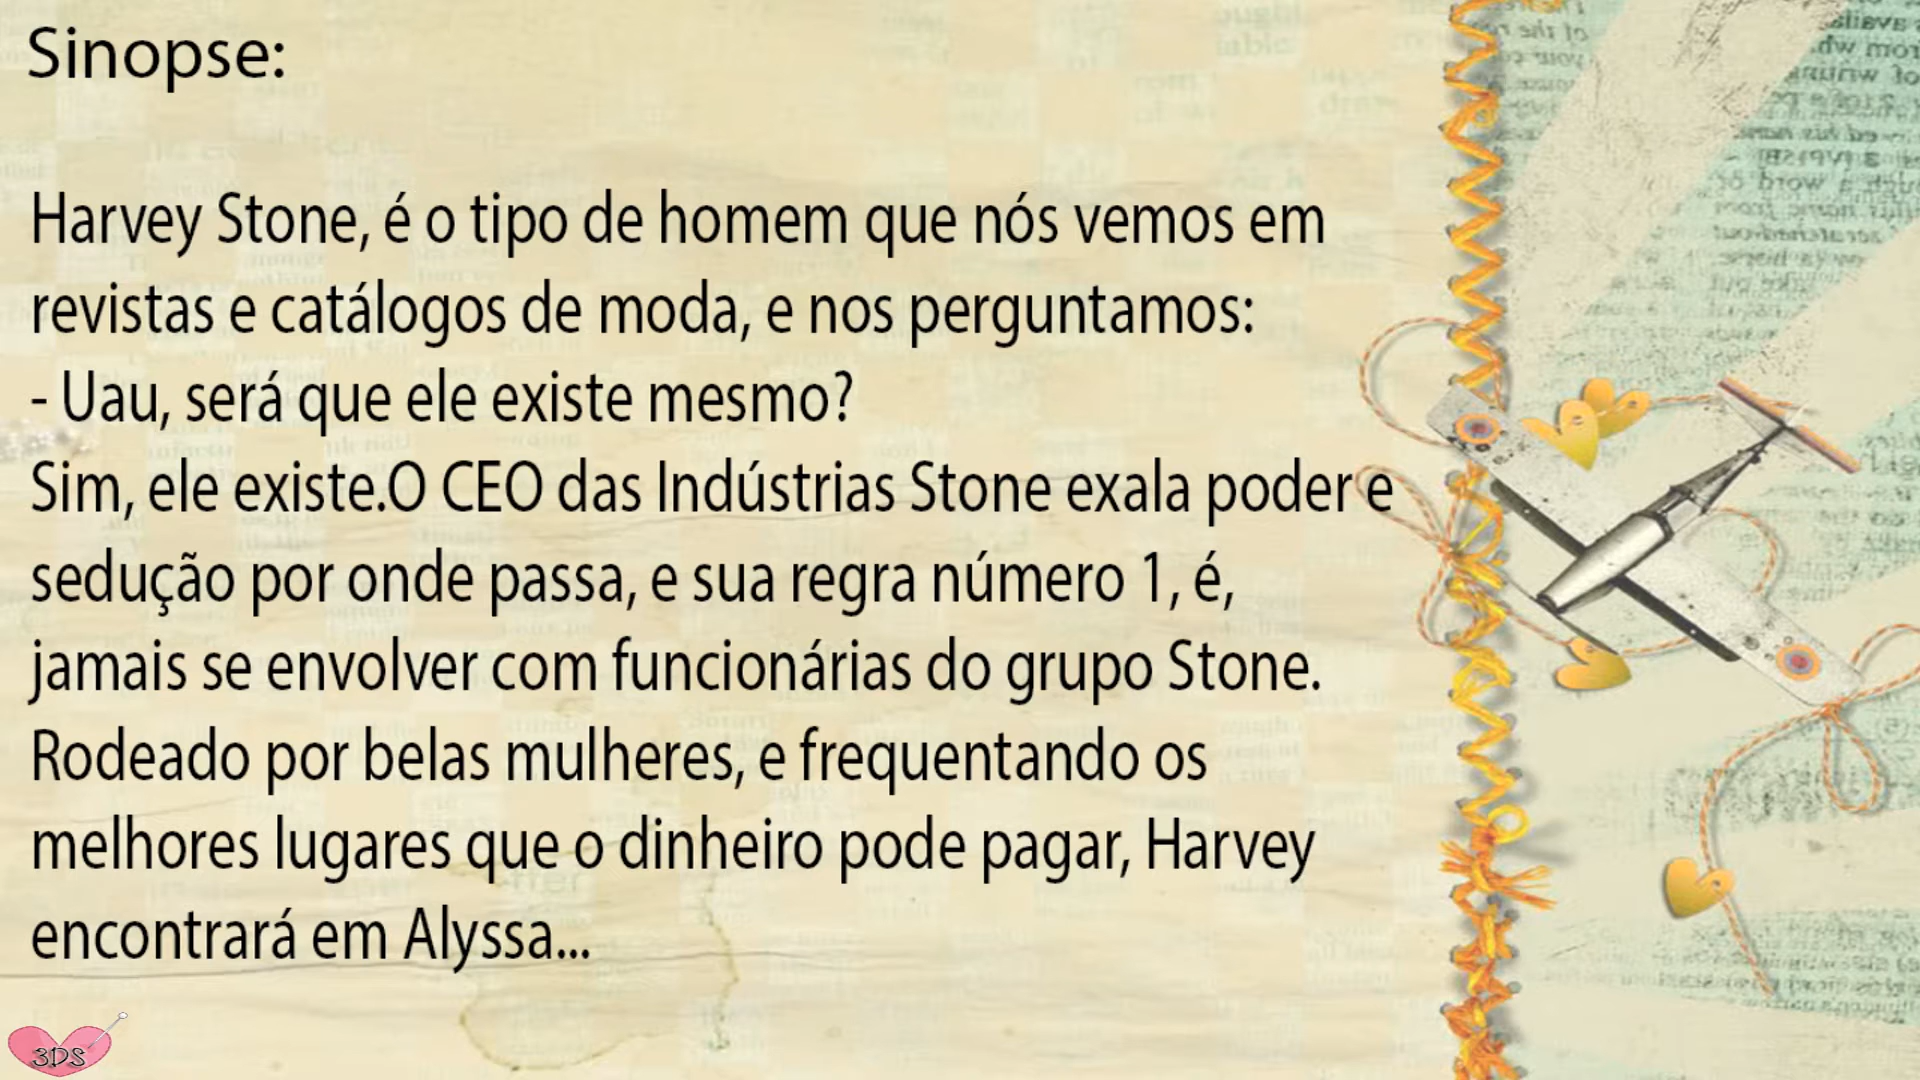 Sinopse:
Harvey Stone, é o tipo de homem que nós vemos em
revistas e catálogos de moda, e nos perguntamos:
- Uau, será que ele existe mesmo?
Sim, ele existe.O CEO das Indústrias Stone exala poder e
sedução por onde passa, e sua regra número 1, é,
jamais se envolver com funcionárias do grupo Stone.
Rodeado por belas mulheres, e frequentando os
melhores lugares que o dinheiro pode pagar, Harvey
encontrará em Alyssa...
3DS